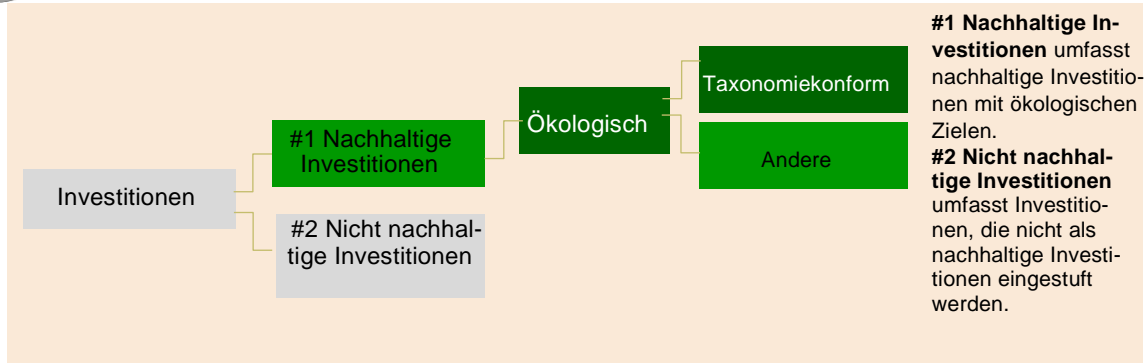 Investitionen
#1 Nachhaltige
Investitionen
#2 Nicht nachhal-
tige Investitionen
Ökologisch
Taxonomiekonform
Andere
#1 Nachhaltige In-
vestitionen umfasst
nachhaltige Investitio-
nen mit ökologischen
Zielen.
#2 Nicht nachhal-
tige Investitionen
umfasst Investitio-
nen, die nicht als
nachhaltige Investi-
tionen eingestuft
werden.